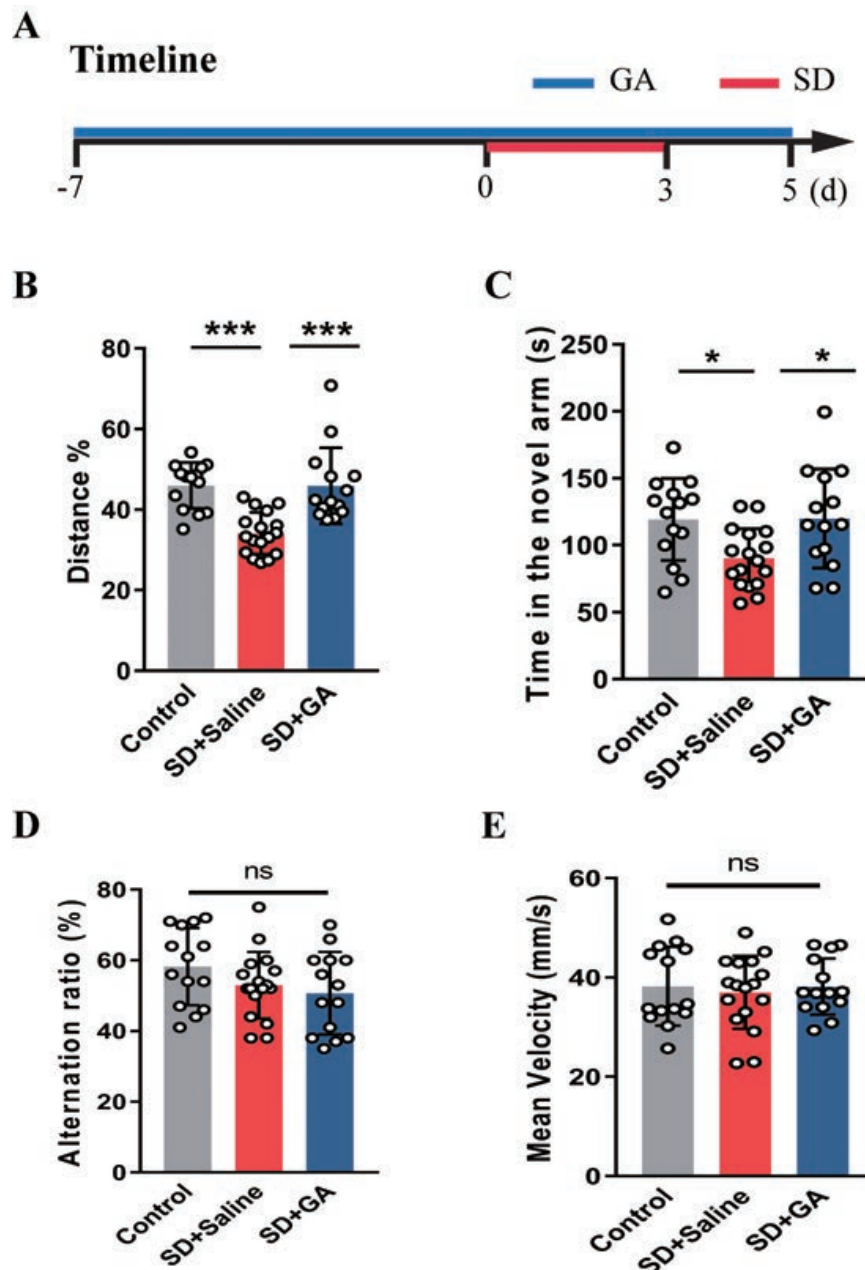 A
Timeline
GA SD
-7 0 3 5 (d)
B
Distance %
80
60
40
20
0
*** ***
Control SD+Saline SD+GA
C
Time in the novel arm (s)
250
200
150
100
50
0
* *
Control SD+Saline SD+GA
D
Alternation ratio (%)
80
60
40
20
0
ns
Control SD+Saline SD+GA
E
Mean Velocity (mm/s)
60
40
20
0
ns
Control SD+Saline SD+GA